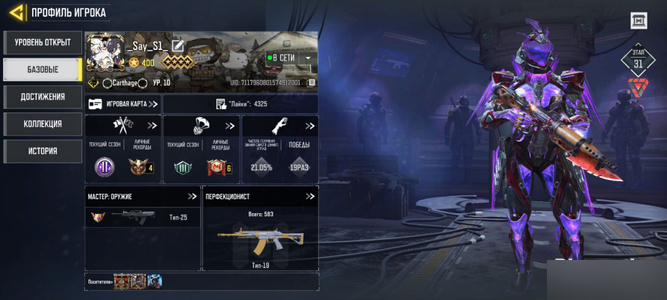 ПРОФИЛЬ ИГРОКА
УРОВЕНЬ ОТКРЫТ
БАЗОВЫЕ
ДОСТИЖЕНИЯ
КОЛЛЕКЦИЯ
ИСТОРИЯ
_Say_S1_
400
В СЕТИ
Carthage
УР. 10
ИГРОВАЯ КАРТА
"Лайки": 4325
ТЕКУЩИЙ СЕЗОН
ЛИЧНЫЕ РЕКОРДЫ
4
ТЕКУЩИЙ СЕЗОН
ЛИЧНЫЕ РЕКОРДЫ
6
ПОБЕДЫ
21.05%
19РАЗ
МАСТЕР: ОРУЖИЕ
Тип-25
ПЕРФЕКЦИОНИСТ
Всего: 583
Тип-19
Посетители
ЭТАП
31